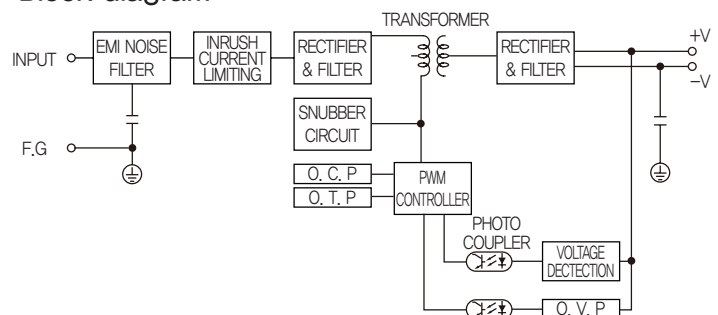 Block diagram
TRANSFORMER
INPUT
EMI NOISE
FILTER
INRUSH
CURRENT
LIMITING
RECTIFIER
& FILTER
RECTIFIER
& FILTER
+V
-V
SNUBBER
CIRCUIT
F.G
O. C. P
O. T. P
PWM
CONTROLLER
PHOTO
COUPLER
VOLTAGE
DECTECTION
O. V. P